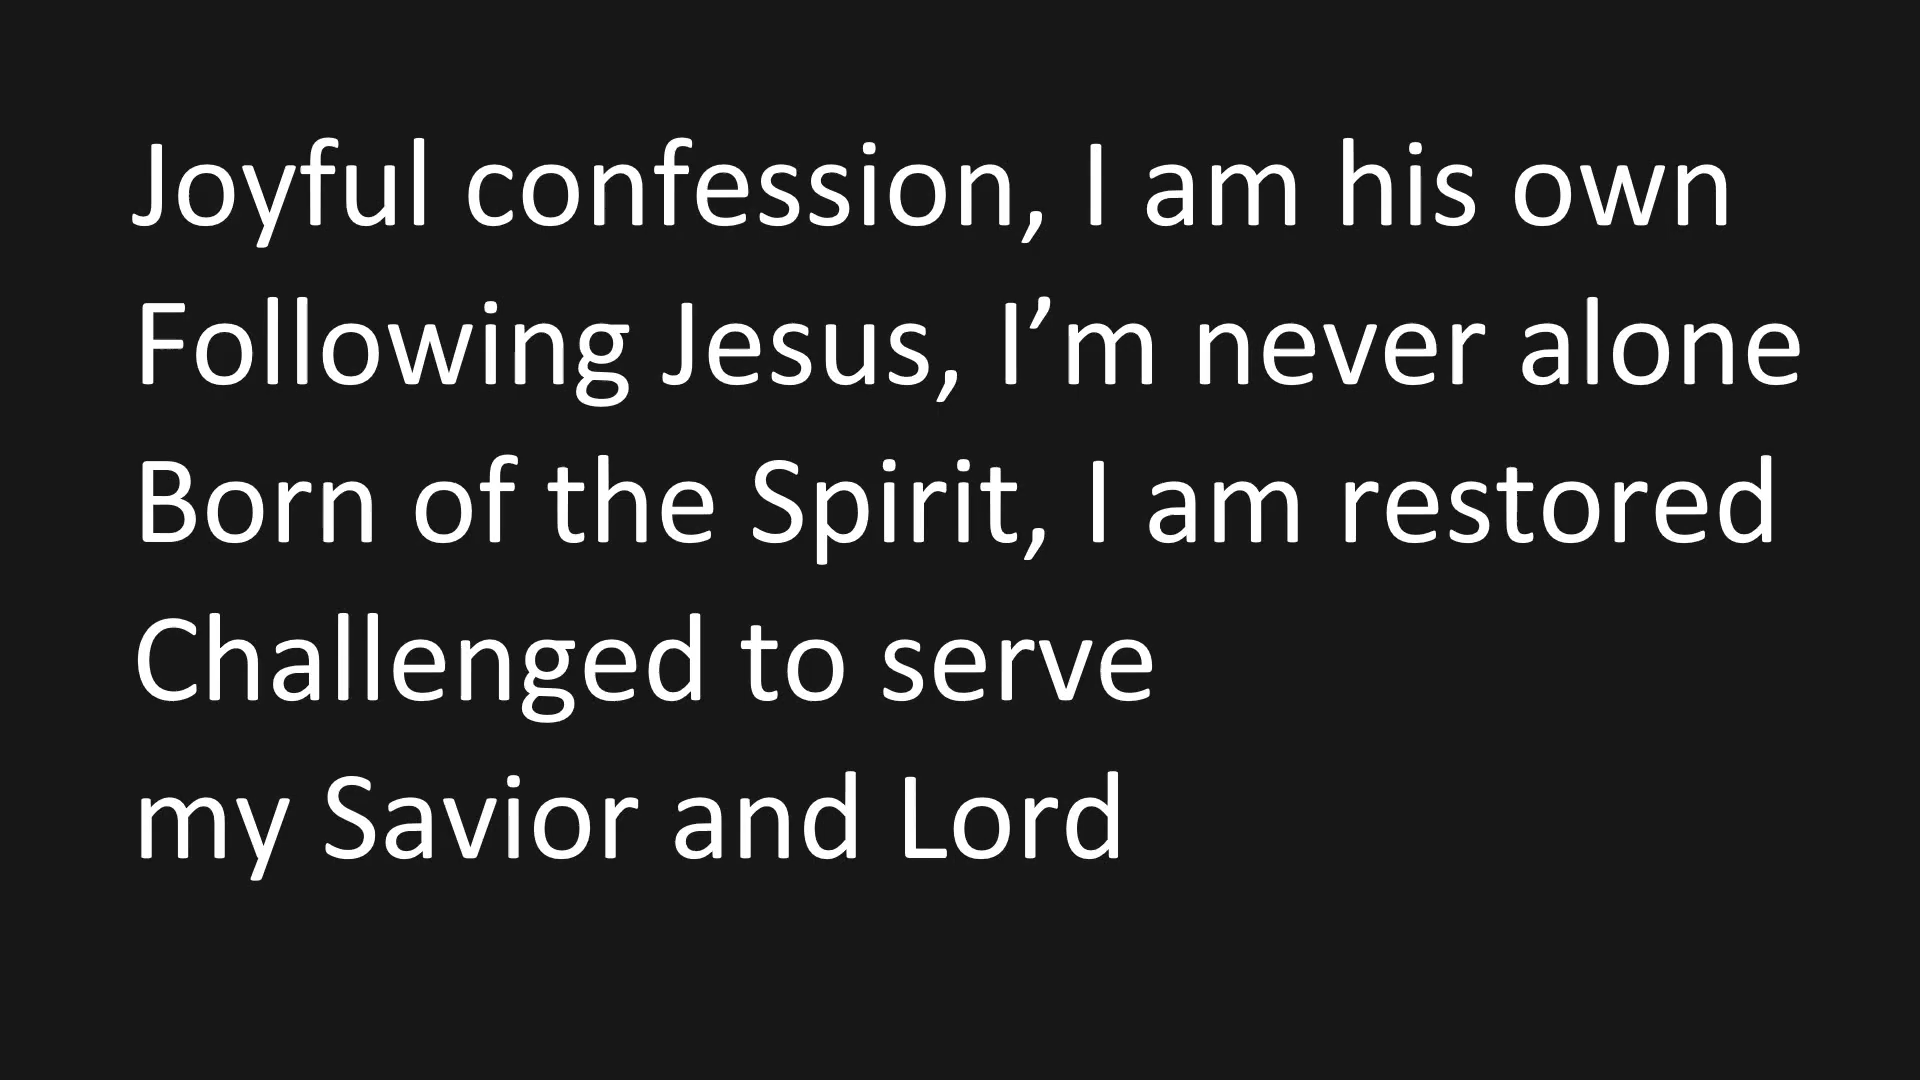 Joyful confession, I am his own
Following Jesus, I’m never alone
Born of the Spirit, I am restored
Challenged to serve
my Savior and Lord